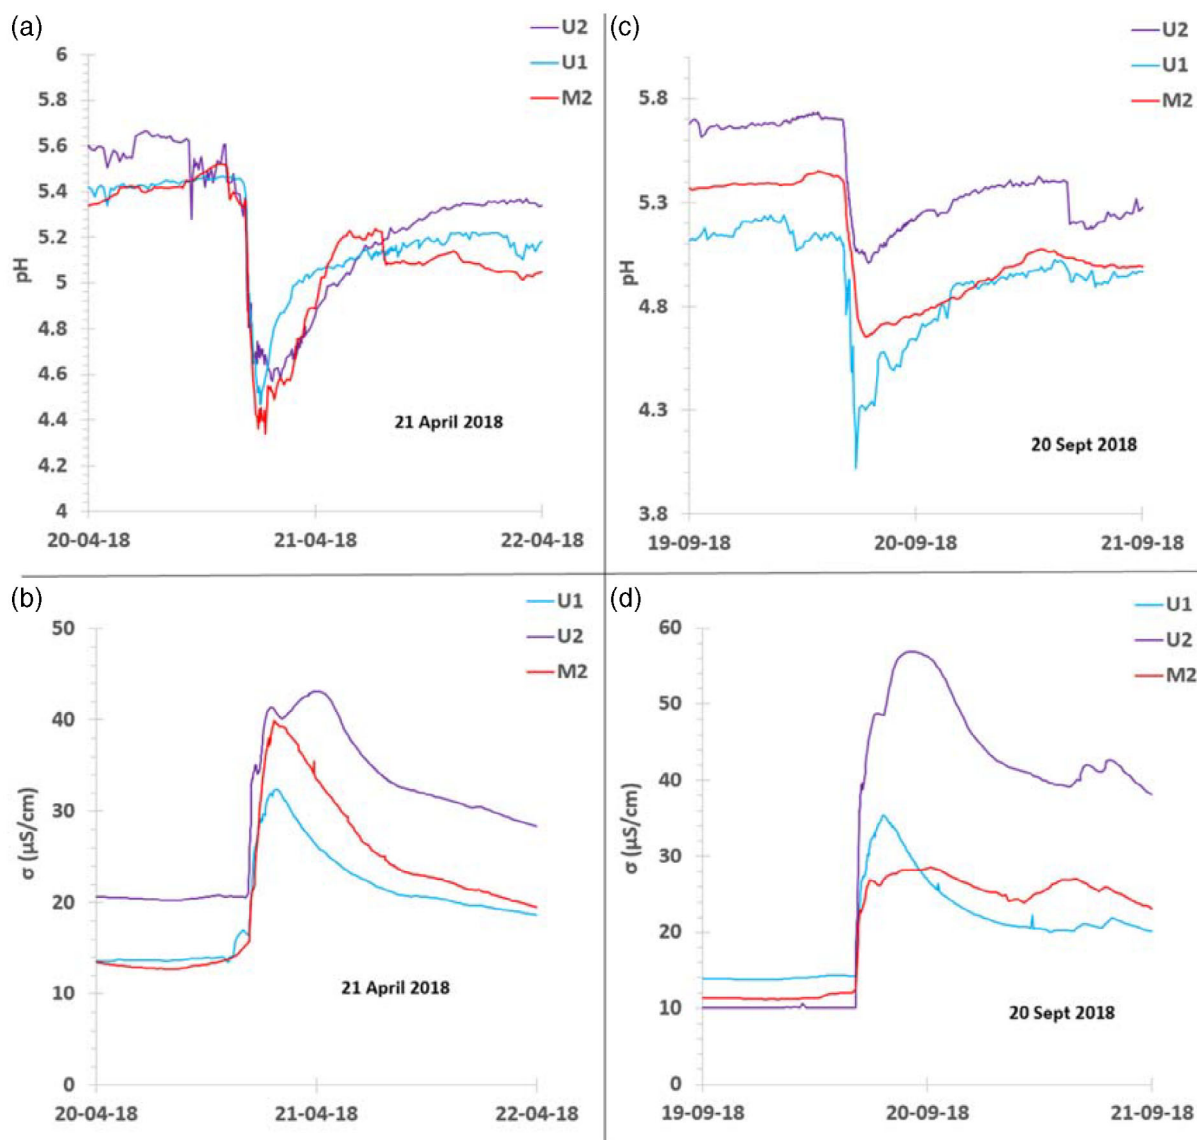 (a)
U2
U1
M2
6
5.8
5.6
5.4
5.2
5
4.8
4.6
4.4
4.2
4
pH
21 April 2018
20-04-18 21-04-18 22-04-18
(c)
U2
U1
M2
5.8
5.3
4.8
4.3
3.8
pH
20 Sept 2018
19-09-18 20-09-18 21-09-18
(b)
U1
U2
M2
50
40
30
20
10
0
σ (μS/cm)
21 April 2018
20-04-18 21-04-18 22-04-18
(d)
U1
U2
M2
60
50
40
30
20
10
0
σ (μS/cm)
20 Sept 2018
19-09-18 20-09-18 21-09-18